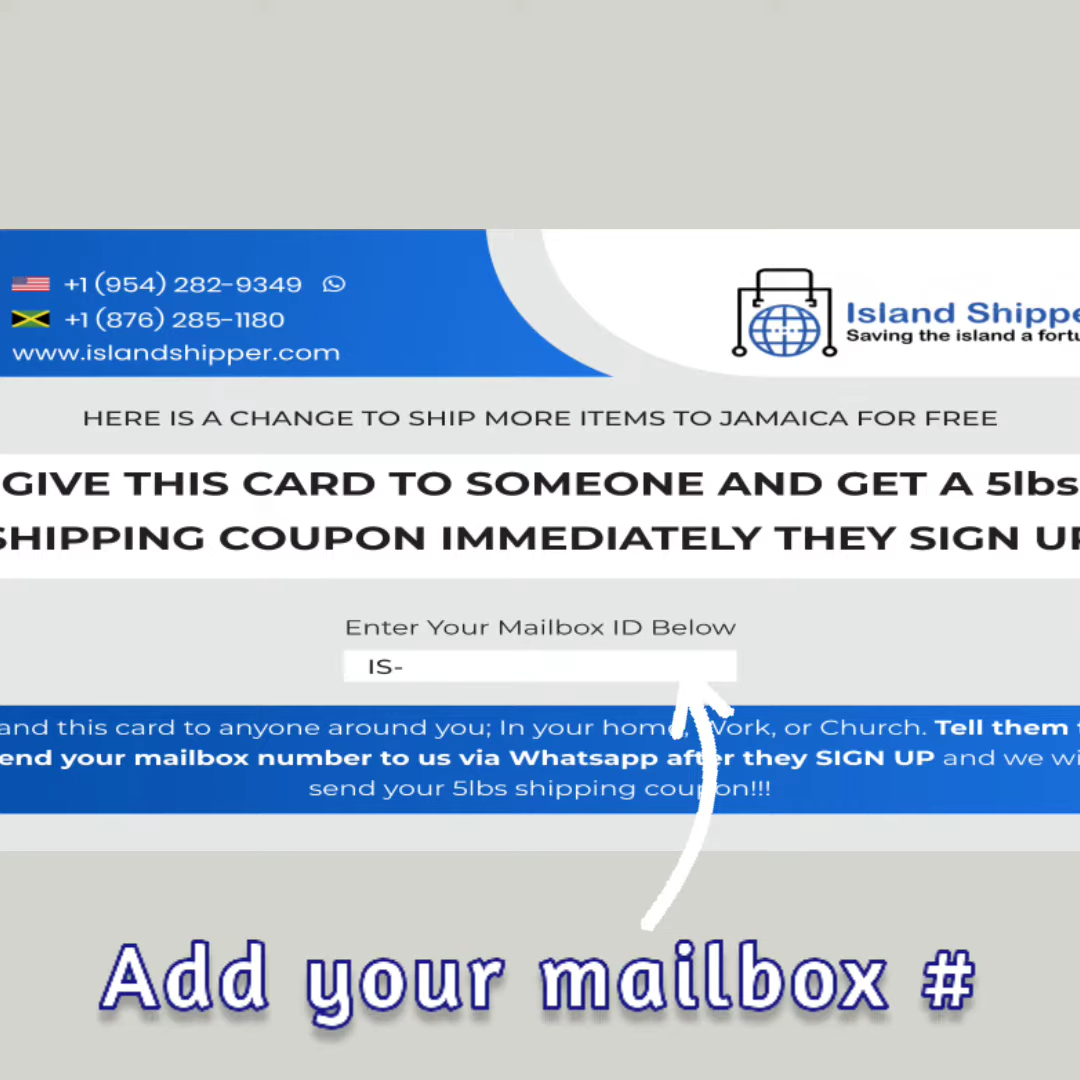 +1 (954) 282-9349
+1 (876) 285-1180
www.islandshipper.com
Island Shippe
Saving the island a fortu
HERE IS A CHANGE TO SHIP MORE ITEMS TO JAMAICA FOR FREE
GIVE THIS CARD TO SOMEONE AND GET A 5lbs
SHIPPING COUPON IMMEDIATELY THEY SIGN UP
Enter Your Mailbox ID Below
IS-
and this card to anyone around you; In your home, Work, or Church. Tell them
end your mailbox number to us via Whatsapp after they SIGN UP and we wi
send your 5lbs shipping coupon!!!
Add your mailbox #